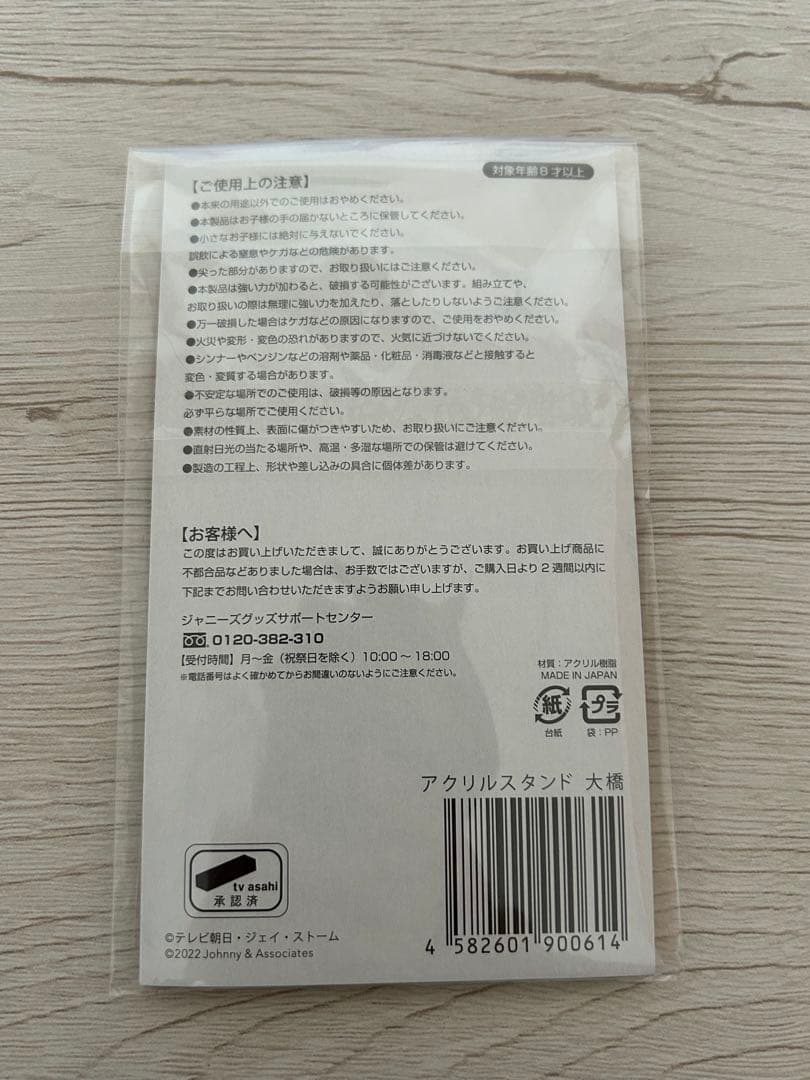 対象年齢8才以上
【ご使用上の注意】
●本来の用途以外でのご使用はおやめください。
●本製品はお子様の手の届かないところに保管してください。
●小さなお子様には絶対に与えないでください。
誤飲による窒息やケガなどの危険があります。
●尖った部分がありますので、お取り扱いにはご注意ください。
●本製品は強い力が加わると、破損する可能性がございます。組み立てや、
お取り扱いの際は無理に強い力を加えたり、落としたりしないようご注意ください。
●万一破損した場合はケガなどの原因になりますので、ご使用をおやめください。
●火災や変形・変色の恐れがありますので、火気に近づけないでください。
●シンナーやベンジンなどの溶剤や薬品・化粧品・消毒液などと接触すると
変色・変質する場合があります。
●不安定な場所でのご使用は、破損等の原因となります。
必ず平らな場所でご使用ください。
●素材の性質上、表面に傷がつきやすいため、お取り扱いにご注意ください。
●直射日光の当たる場所や、高温・多湿な場所での保管は避けてください。
●製造の工程上、形状や差し込みの具合に個体差があります。
【お客様へ】
この度はお買い上げいただきまして、誠にありがとうございます。お買い上げ商品に
不都合品などありました場合は、お手数ではございますが、ご購入日より2週間以内に
下記までお問い合わせいただきますようお願い申し上げます。
ジャニーズグッズサポートセンター
0120-382-310
【受付時間】月～金（祝祭日を除く）10:00～18:00
※電話番号はよく確かめてからお間違いのないようにご注意ください。
材質：アクリル樹脂
MADE IN JAPAN
紙 プラ
台紙 袋：PP
アクリルスタンド 大橋
4 582601 900614
tv asahi
承認済
©テレビ朝日・ジェイ・ストーム
©2022 Johnny & Associates